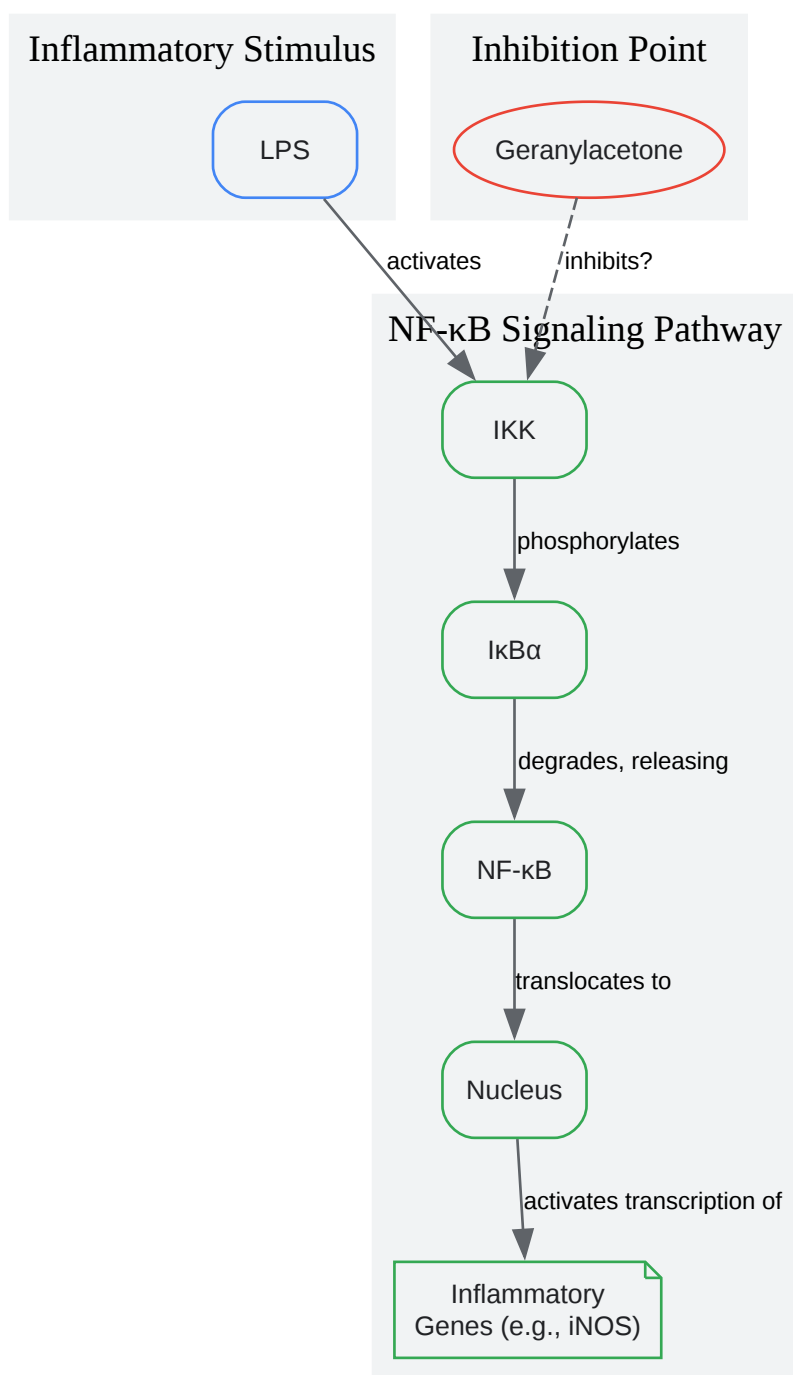 Inflammatory Stimulus
Inhibition Point
LPS
Geranylacetone
activates
inhibits?
NF-κB Signaling Pathway
IKK
phosphorylates
IκBα
degrades, releasing
NF-κB
translocates to
Nucleus
activates transcription of
Inflammatory
Genes (e.g., iNOS)